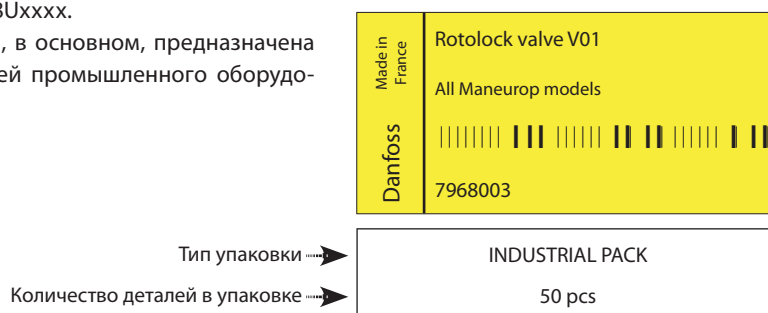 8Uxxxx.
, в основном, предназначена
ей промышленного оборудо-
Made in
France
Danfoss
Rotolock valve V01
All Maneurop models
7968003
Тип упаковки
INDUSTRIAL PACK
Количество деталей в упаковке
50 pcs